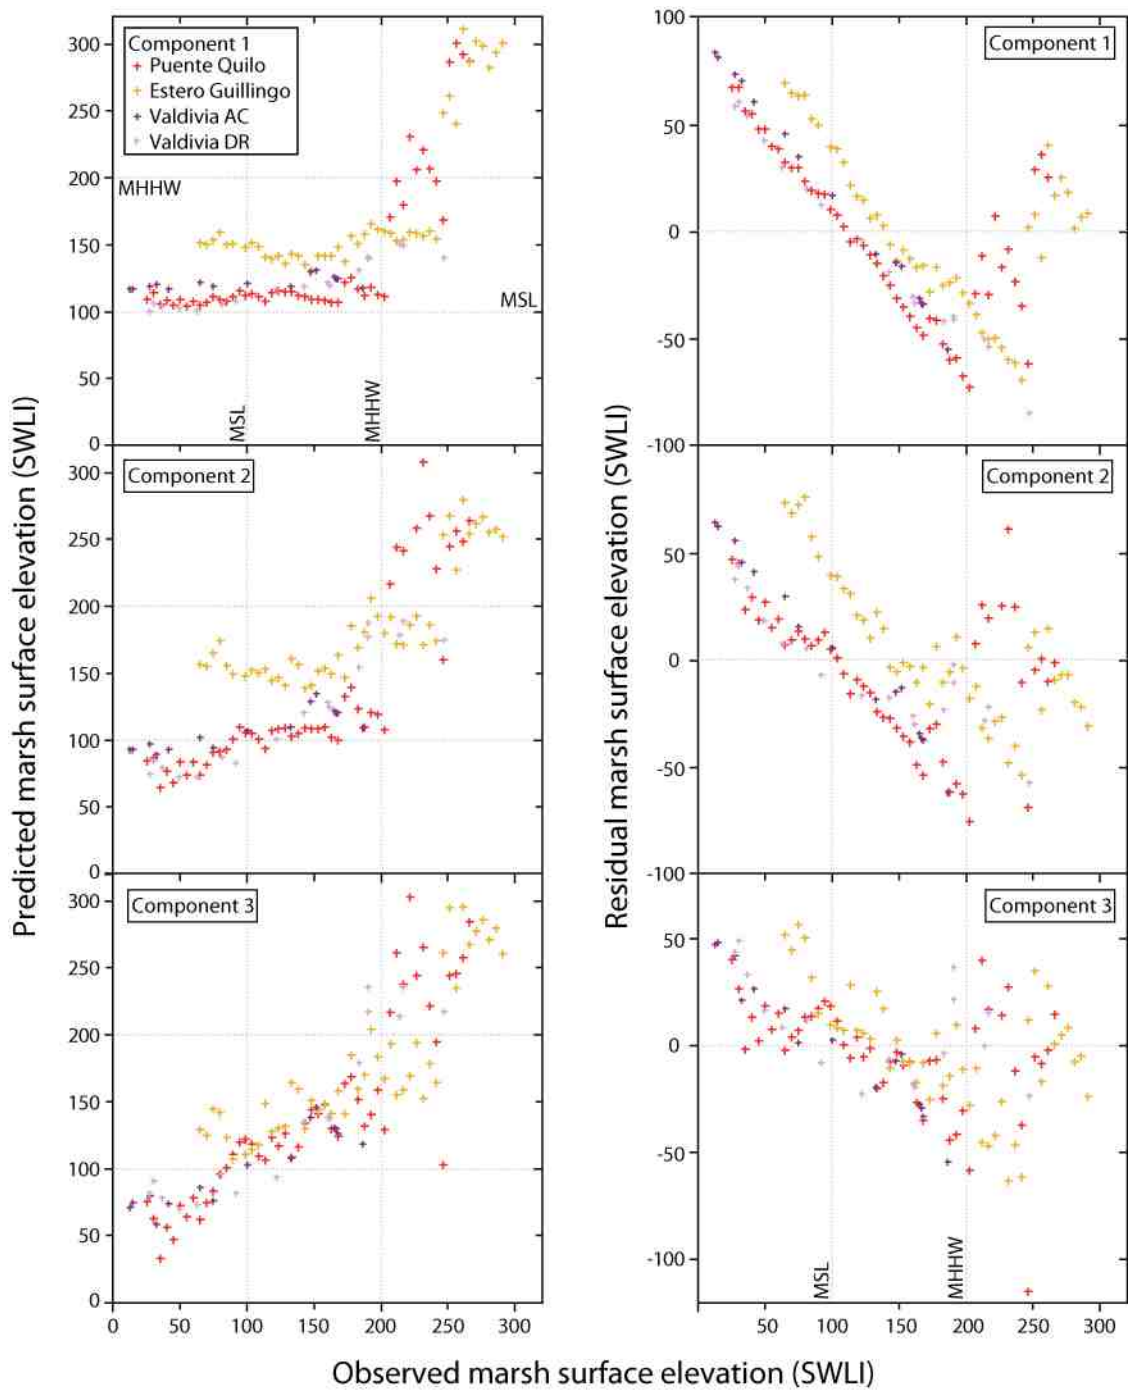 Predicted marsh surface elevation (SWLI)
Component 1
Puente Quilo
Estero Guillingo
Valdivia AC
Valdivia DR
MHHW
MSL
MSL
MHHW
300
250
200
150
100
50
0
Component 2
300
250
200
150
100
50
0
Component 3
300
250
200
150
100
50
0
0 50 100 150 200 250 300
Residual marsh surface elevation (SWLI)
Component 1
100
50
0
-50
-100
Component 2
50
0
-50
-100
Component 3
50
0
-50
-100
MSL
MHHW
50 100 150 200 250 300
Observed marsh surface elevation (SWLI)